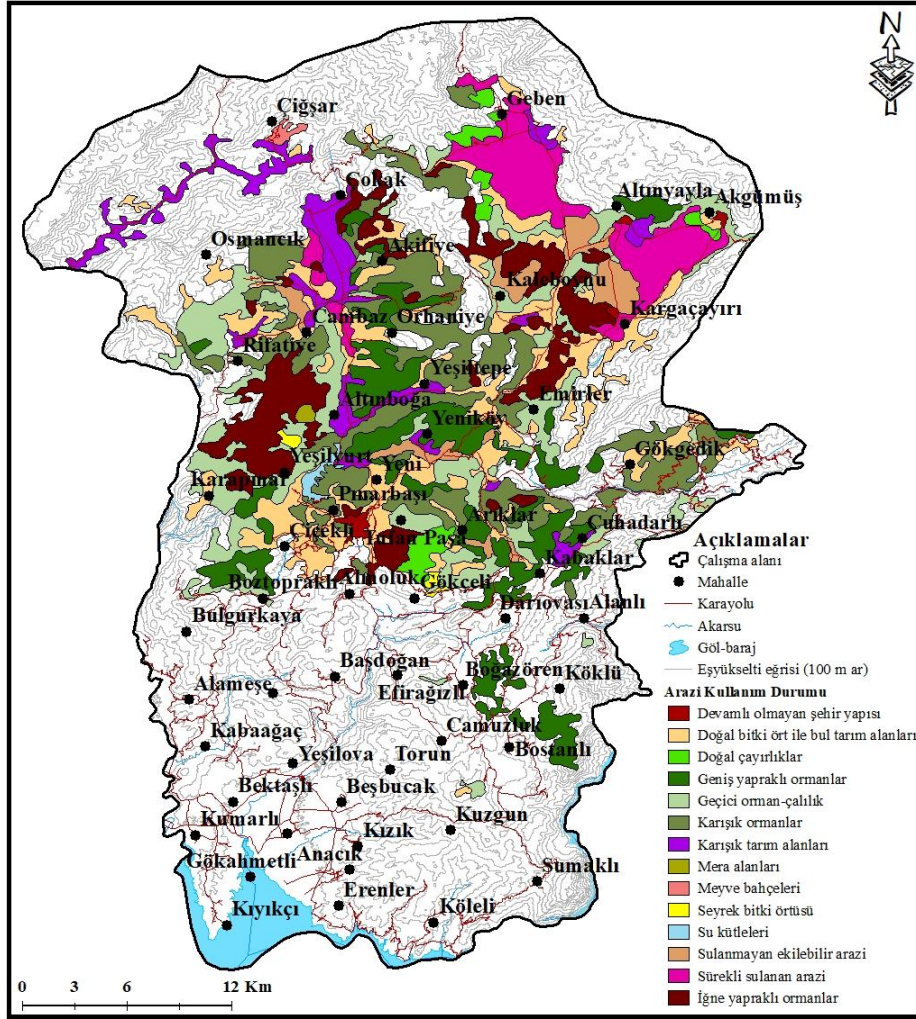 N
Geben
Çiğşar
Altınyayla
Akgümüş
Çokak
Osmancık
Akifiye
Kaleboynu
Kargaçayırı
Cambaz
Orhaniye
Rifatiye
Yeşiltepe
Emirler
Altınboğa
Yeniköy
Gökgedik
Yeşilyurt
Yeni
Karapınar
Pınarbaşı
Arıklar
Çuhadarlı
Tufan Paşa
Çiçekli
Kabaklar
Boztopraklı
Almoluk
Gökçeli
Darıovası
Alanlı
Bulgurkaya
Başdoğan
Boğazören
Köklü
Alameşe
Efirağızlı
Camuzluk
Kabaağaç
Bostanlı
Yeşilova
Torun
Bektaşlı
Beşbucak
Kumarlı
Kuzgun
Kızık
Gökahmetli
Anacık
Sumaklı
Erenler
Kıyıkçı
Köleli
0 3 6 12 Km
Açıklamalar
Çalışma alanı
Mahalle
Karayolu
Akarsu
Göl-baraj
Eşyükselti eğrisi (100 m ar)
Arazi Kullanım Durumu
Devamlı olmayan şehir yapısı
Doğal bitki ört ile bul tarım alanları
Doğal çayırlıklar
Geniş yapraklı ormanlar
Geçici orman-çalılık
Karışık ormanlar
Karışık tarım alanları
Mera alanları
Meyve bahçeleri
Seyrek bitki örtüsü
Su kütleleri
Sulanmayan ekilebilir arazi
Sürekli sulanan arazi
İğne yapraklı ormanlar